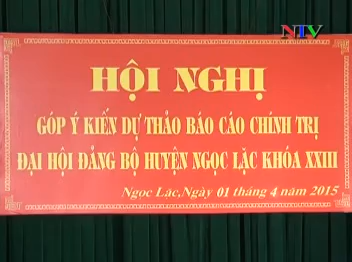 NTV
HỘI NGHỊ
GÓP Ý KIẾN DỰ THẢO BÁO CÁO CHÍNH TRỊ
ĐẠI HỘI ĐẢNG BỘ HUYỆN NGỌC LẶC KHÓA XXIII
Ngọc Lặc, Ngày 01 tháng 4 năm 2015